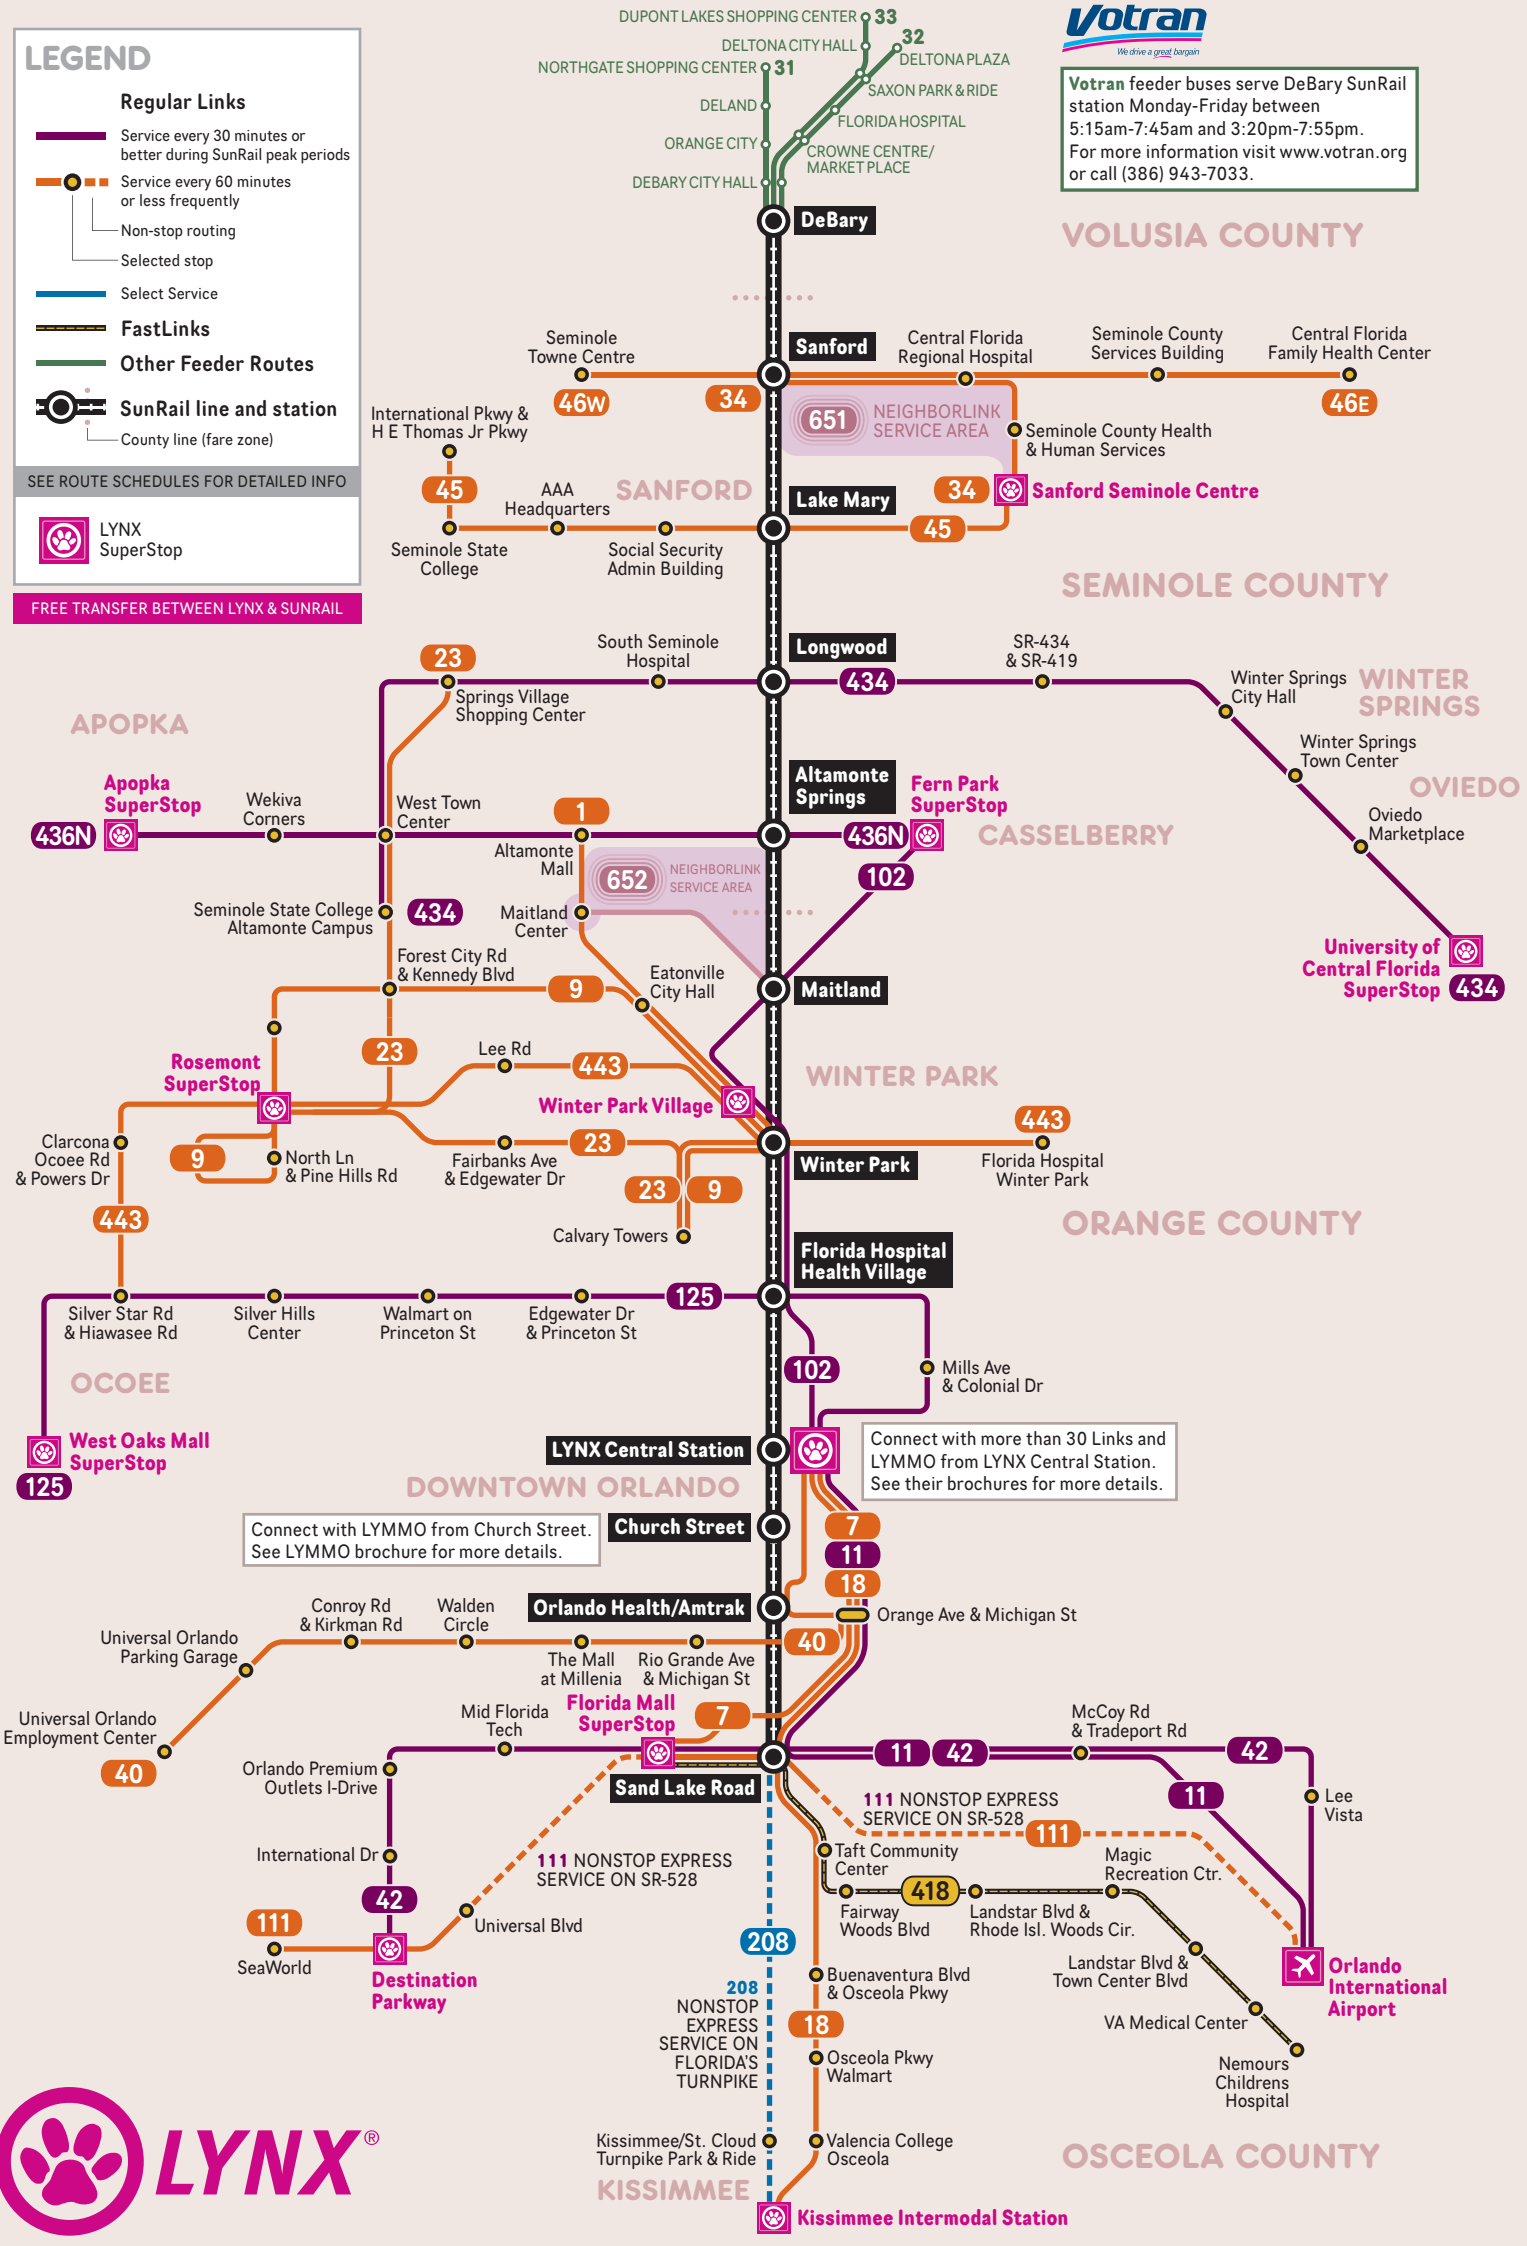 LEGEND
Regular Links
Service every 30 minutes or
better during SunRail peak periods
Service every 60 minutes
or less frequently
Non-stop routing
Selected stop
Select Service
FastLinks
Other Feeder Routes
SunRail line and station
County line (fare zone)
SEE ROUTE SCHEDULES FOR DETAILED INFO
LYNX
SuperStop
FREE TRANSFER BETWEEN LYNX & SUNRAIL
DUPONT LAKES SHOPPING CENTER
33
DELTONA CITY HALL
32
DELTONA PLAZA
NORTHGATE SHOPPING CENTER
31
SAXON PARK & RIDE
DELAND
FLORIDA HOSPITAL
ORANGE CITY
CROWNE CENTRE/
MARKET PLACE
DEBARY CITY HALL
DeBary
Votran
We drive a great bargain
Votran feeder buses serve DeBary SunRail
station Monday-Friday between
5:15am-7:45am and 3:20pm-7:55pm.
For more information visit www.votran.org
or call (386) 943-7033.
VOLUSIA COUNTY
Seminole
Towne Centre
46W
34
Sanford
Central Florida
Regional Hospital
Seminole County
Services Building
Central Florida
Family Health Center
46E
651
NEIGHBORLINK
SERVICE AREA
Seminole County Health
& Human Services
International Pkwy &
H E Thomas Jr Pkwy
45
AAA
Headquarters
SANFORD
Lake Mary
34
Sanford Seminole Centre
45
Seminole State
College
Social Security
Admin Building
SEMINOLE COUNTY
23
South Seminole
Hospital
Longwood
434
SR-434
& SR-419
Springs Village
Shopping Center
Winter Springs
City Hall
WINTER
SPRINGS
Winter Springs
Town Center
OVIEDO
Oviedo
Marketplace
APOPKA
Apopka
SuperStop
436N
Wekiva
Corners
West Town
Center
1
Altamonte
Mall
Altamonte
Springs
436N
Fern Park
SuperStop
CASSELBERRY
102
652
NEIGHBORLINK
SERVICE AREA
Seminole State College
Altamonte Campus
434
Maitland
Center
University of
Central Florida
SuperStop
434
Forest City Rd
& Kennedy Blvd
9
Eatonville
City Hall
Maitland
23
Lee Rd
443
Rosemont
SuperStop
WINTER PARK
Winter Park Village
443
Clarcona
Ocoee Rd
& Powers Dr
9
North Ln
& Pine Hills Rd
Fairbanks Ave
& Edgewater Dr
23
Winter Park
Florida Hospital
Winter Park
23
9
443
Calvary Towers
ORANGE COUNTY
Florida Hospital
Health Village
125
Silver Star Rd
& Hiawasee Rd
Silver Hills
Center
Walmart on
Princeton St
Edgewater Dr
& Princeton St
OCOEE
102
Mills Ave
& Colonial Dr
West Oaks Mall
SuperStop
125
LYNX Central Station
Connect with more than 30 Links and
LYMMO from LYNX Central Station.
See their brochures for more details.
DOWNTOWN ORLANDO
Connect with LYMMO from Church Street.
See LYMMO brochure for more details.
Church Street
7
11
18
Orlando Health/Amtrak
Orange Ave & Michigan St
Conroy Rd
& Kirkman Rd
Walden
Circle
40
Universal Orlando
Parking Garage
The Mall
at Millenia
Rio Grande Ave
& Michigan St
Universal Orlando
Employment Center
40
Mid Florida
Tech
Florida Mall
SuperStop
7
McCoy Rd
& Tradeport Rd
11
42
42
Orlando Premium
Outlets I-Drive
Sand Lake Road
111 NONSTOP EXPRESS
SERVICE ON SR-528
111
11
Lee
Vista
International Dr
111 NONSTOP EXPRESS
SERVICE ON SR-528
Taft Community
Center
Magic
Recreation Ctr.
42
418
Fairway
Woods Blvd
Landstar Blvd &
Rhode Isl. Woods Cir.
111
Universal Blvd
208
SeaWorld
Destination
Parkway
Landstar Blvd &
Town Center Blvd
Orlando
International
Airport
Buenaventura Blvd
& Osceola Pkwy
208
NONSTOP
EXPRESS
SERVICE ON
FLORIDA'S
TURNPIKE
18
VA Medical Center
Osceola Pkwy
Walmart
Nemours
Childrens
Hospital
Kissimmee/St. Cloud
Turnpike Park & Ride
Valencia College
Osceola
OSCEOLA COUNTY
KISSIMMEE
Kissimmee Intermodal Station
LYNX®